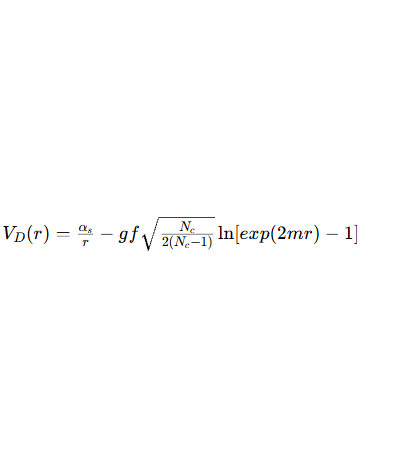 V_D(r) = \frac{\alpha_s}{r} - gf\sqrt{\frac{N_c}{2(N_c-1)}} \ln[exp(2mr) - 1]